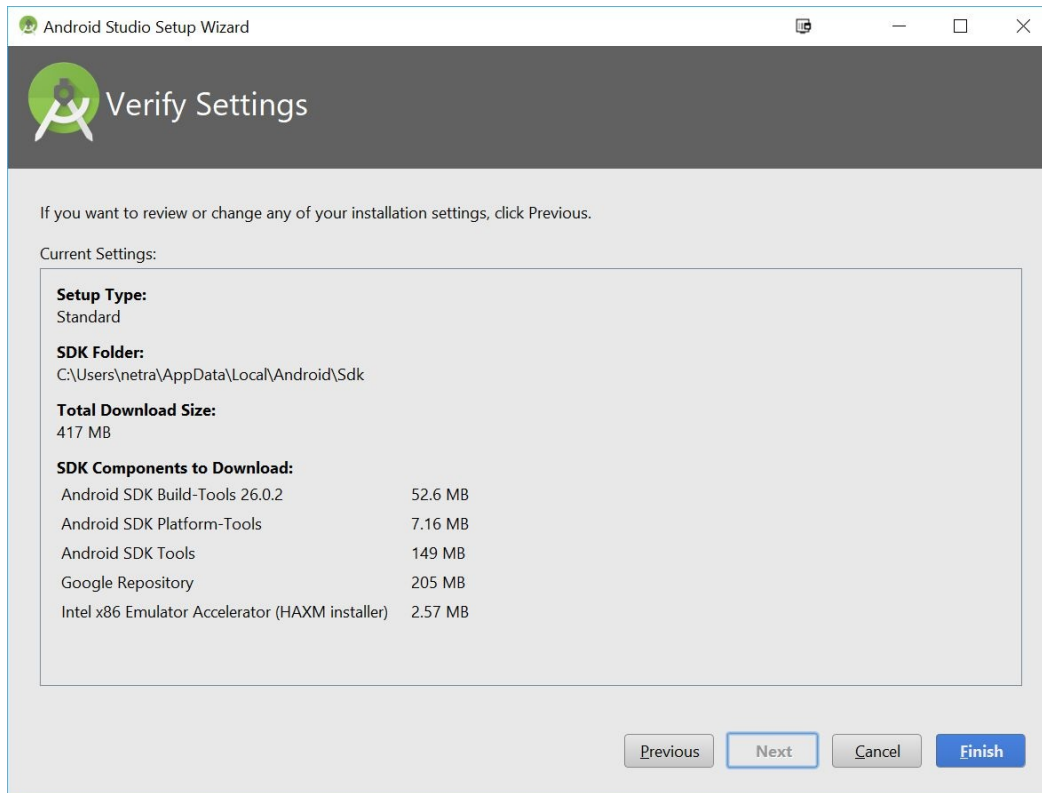 Android Studio Setup Wizard
Verify Settings
If you want to review or change any of your installation settings, click Previous.
Current Settings:
Setup Type:
Standard
SDK Folder:
C:\Users\netra\AppData\Local\Android\Sdk
Total Download Size:
417 MB
SDK Components to Download:
Android SDK Build-Tools 26.0.2 52.6 MB
Android SDK Platform-Tools 7.16 MB
Android SDK Tools 149 MB
Google Repository 205 MB
Intel x86 Emulator Accelerator (HAXM installer) 2.57 MB
Previous Next Cancel Finish